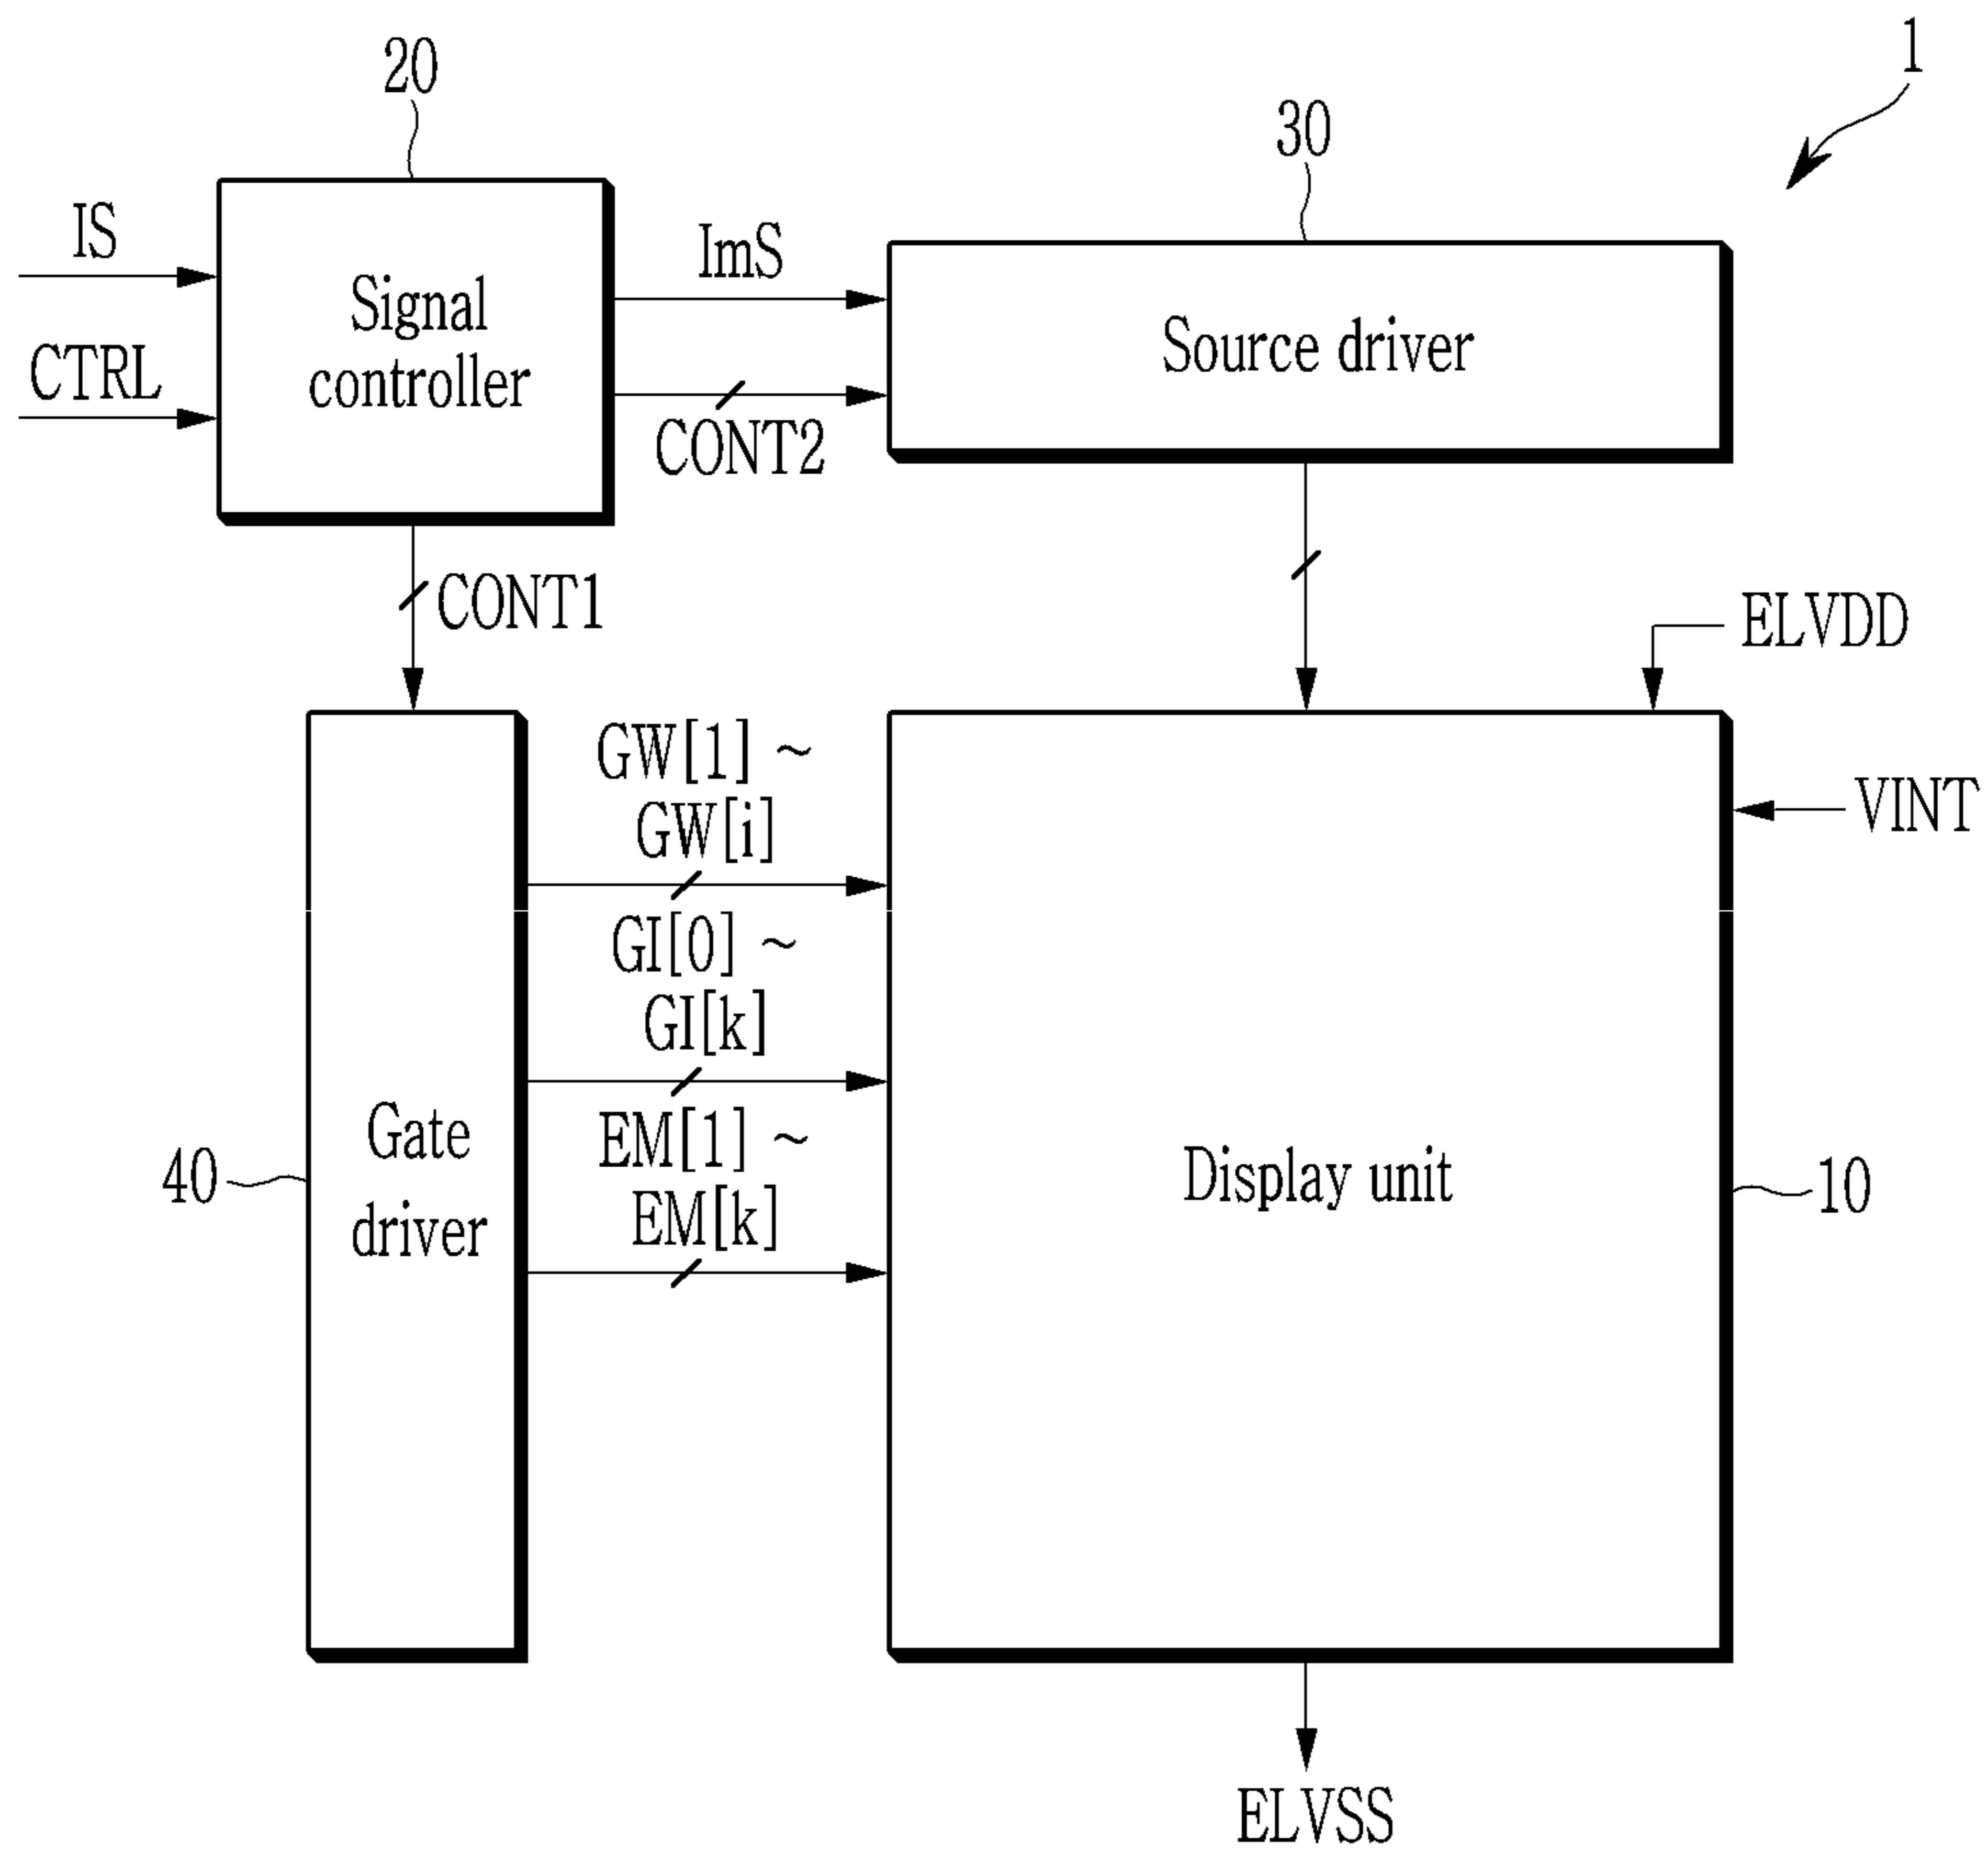 1
20
30
IS
ImS
Signal
controller
Source driver
CTRL
CONT2
CONT1
ELVDD
GW[1] ~
GW[i]
VINT
GI[0] ~
GI[k]
EM[1] ~
EM[k]
Gate
driver
40
Display unit
10
ELVSS